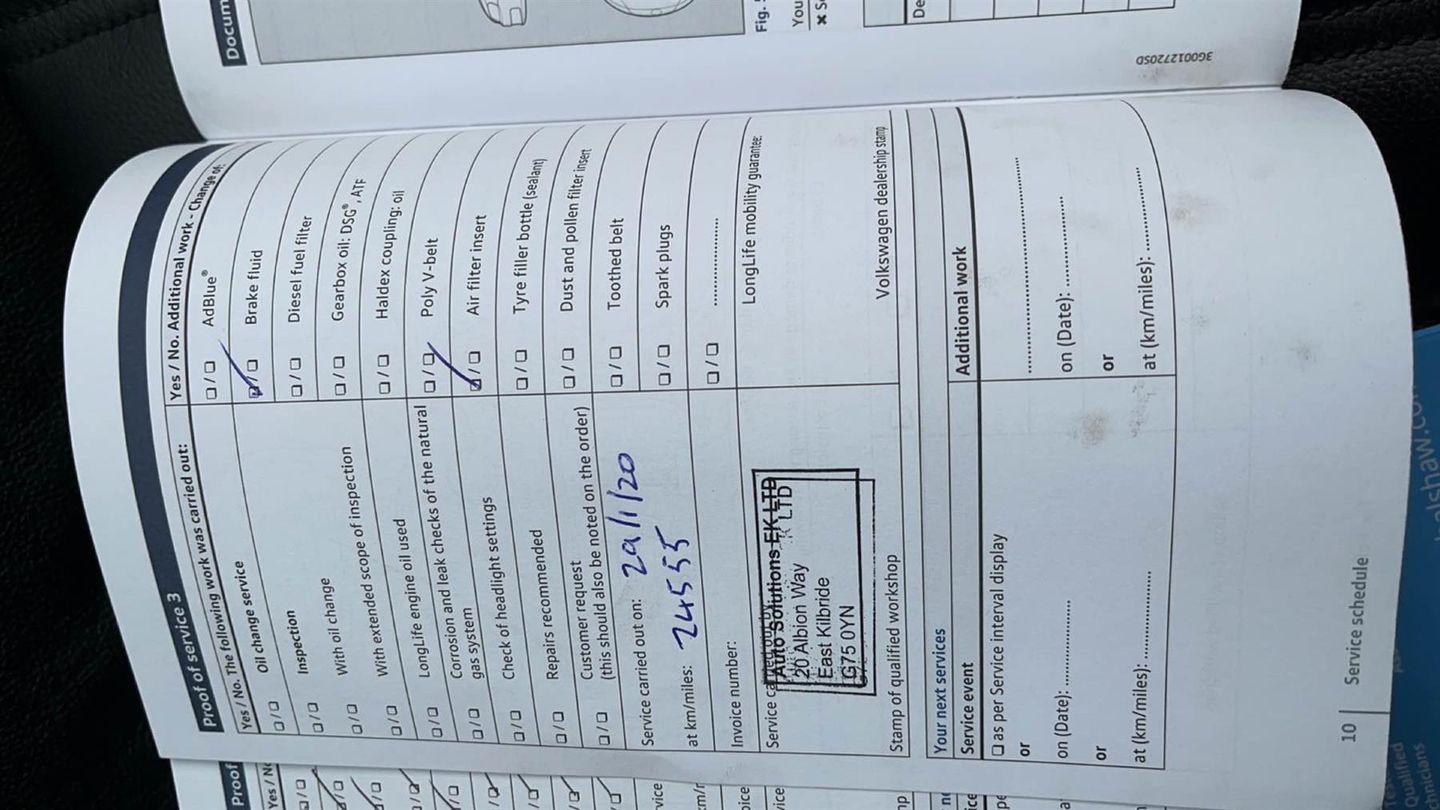 Docum
Fig.
You
✖ S
De
3G0012720SD
Proof of service 3
Yes / No. The following work was carried out:
☐ / ☐ Oil change service
Inspection
☐ / ☐ With oil change
☐ / ☐ With extended scope of inspection
☐ / ☐ LongLife engine oil used
☐ / ☐ Corrosion and leak checks of the natural
gas system
☐ / ☐ Check of headlight settings
☐ / ☐ Repairs recommended
☐ / ☐ Customer request
(this should also be noted on the order)
Service carried out on: 29/1/20
at km/miles: 24555
Yes / No. Additional work - Change of:
☐ / ☐ AdBlue®
☑ / ☐ Brake fluid
☐ / ☐ Diesel fuel filter
☐ / ☐ Gearbox oil: DSG®, ATF
☐ / ☐ Haldex coupling: oil
☐ / ☐ Poly V-belt
☑ / ☐ Air filter insert
☐ / ☐ Tyre filler bottle (sealant)
☐ / ☐ Dust and pollen filter insert
☐ / ☐ Toothed belt
☐ / ☐ Spark plugs
☐ / ☐ ....................
Invoice number:
LongLife mobility guarantee:
Auto Solutions EK LTD
20 Albion Way
East Kilbride
G75 0YN
Stamp of qualified workshop
Volkswagen dealership stamp
Your next services
Service event
☐ as per Service interval display
or
on (Date): ....................
or
at (km/miles): ....................
Additional work
....................
on (Date): ....................
or
at (km/miles): ....................
10
Service schedule
Proof
Yes / No